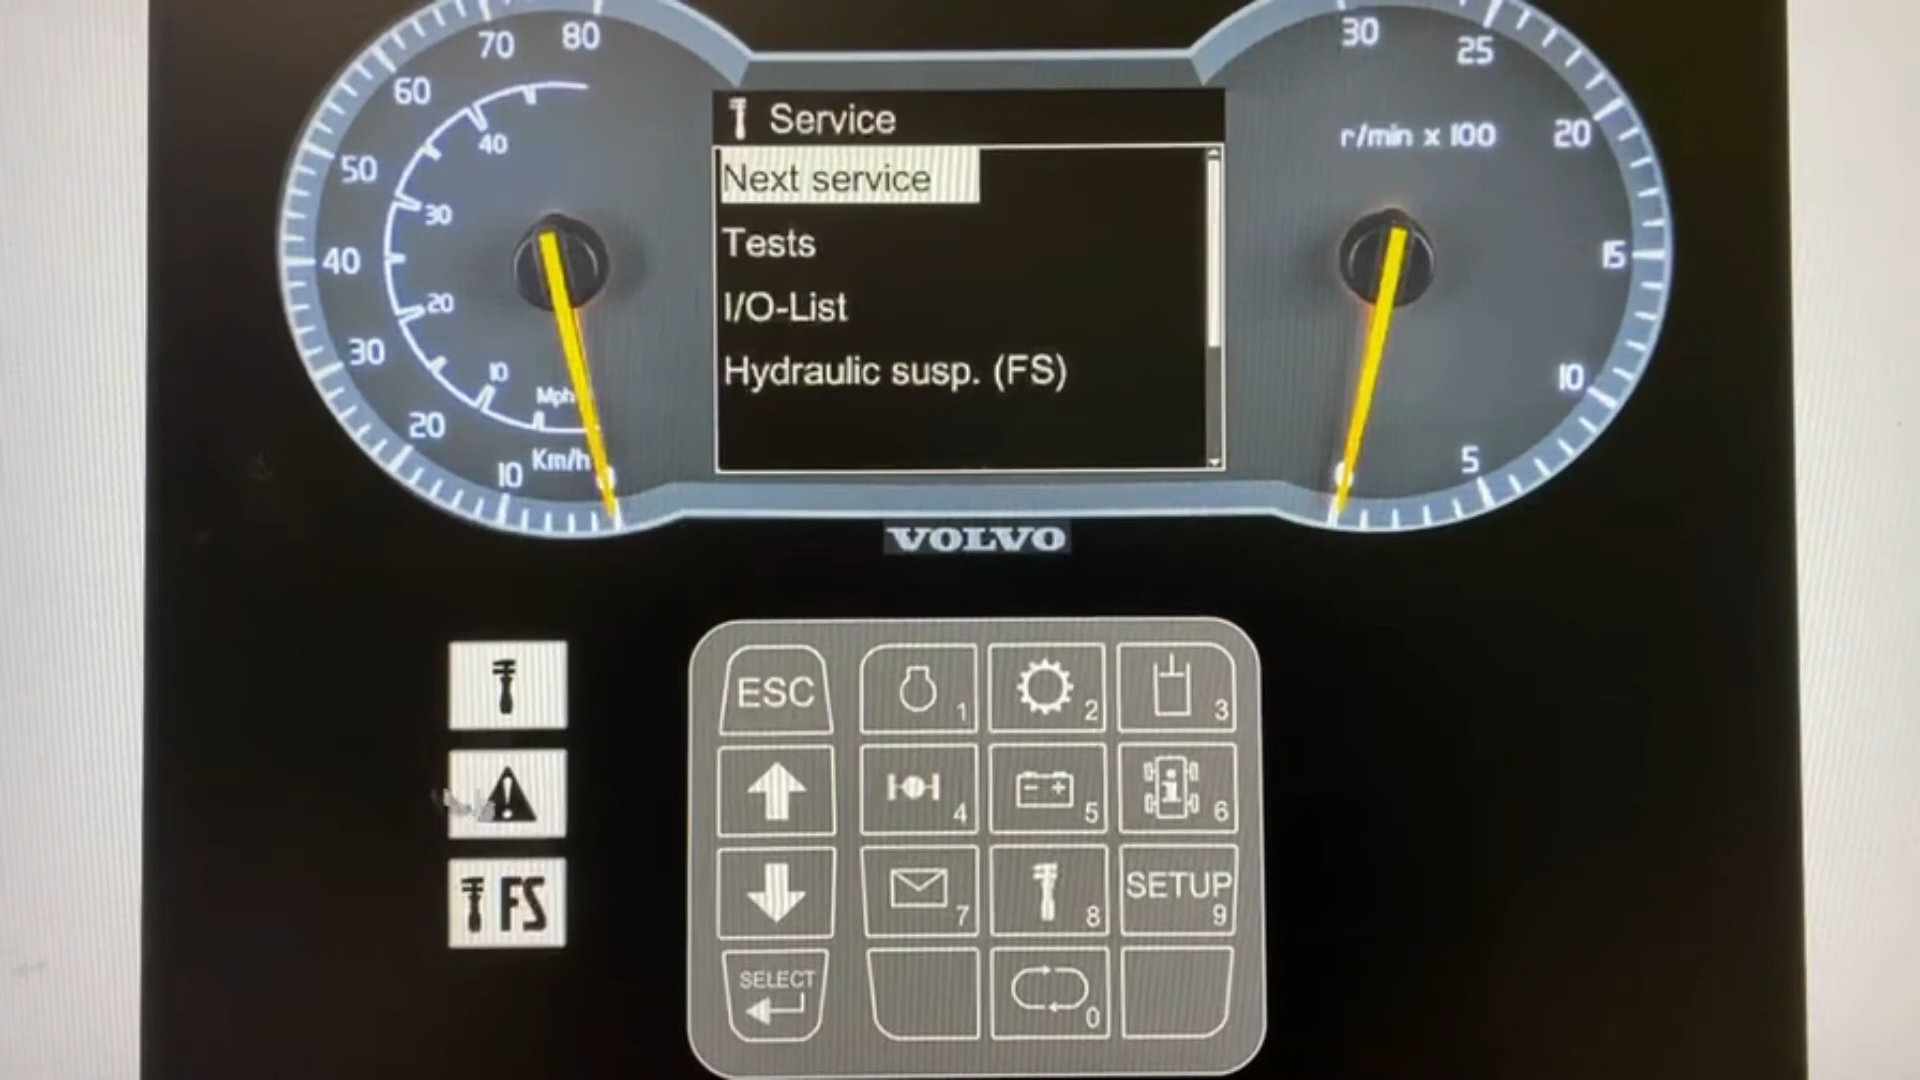 80
70
60
50
40
30
20
10
40
30
20
10
Mph
Km/h
0
Service
Next service
Tests
I/O-List
Hydraulic susp. (FS)
30
25
20
15
10
5
r/min x 100
VOLVO
FS
ESC
1
2
3
4
5
6
7
8
SETUP
9
SELECT
0